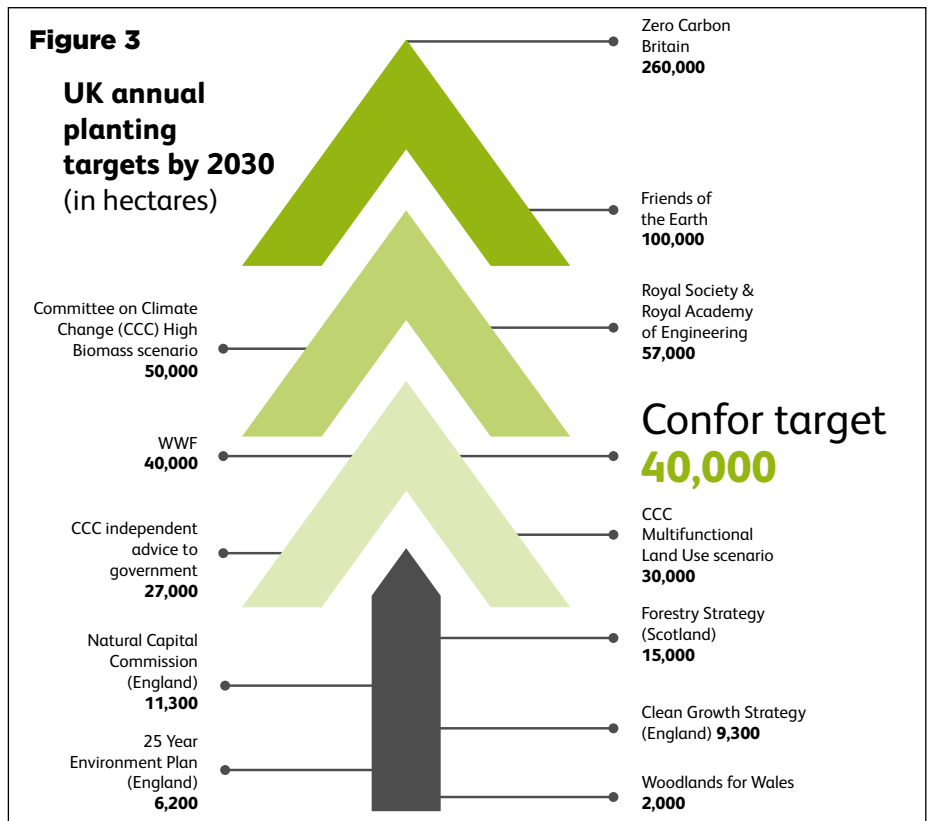 Figure 3
UK annual
planting
targets by 2030
(in hectares)
Zero Carbon
Britain
260,000
Friends of
the Earth
100,000
Royal Society &
Royal Academy
of Engineering
57,000
Committee on Climate
Change (CCC) High
Biomass scenario
50,000
Confor target
40,000
WWF
40,000
CCC
Multifunctional
Land Use scenario
30,000
CCC independent
advice to
government
27,000
Forestry Strategy
(Scotland)
15,000
Natural Capital
Commission
(England)
11,300
Clean Growth Strategy
(England) 9,300
25 Year
Environment Plan
(England)
6,200
Woodlands for Wales
2,000